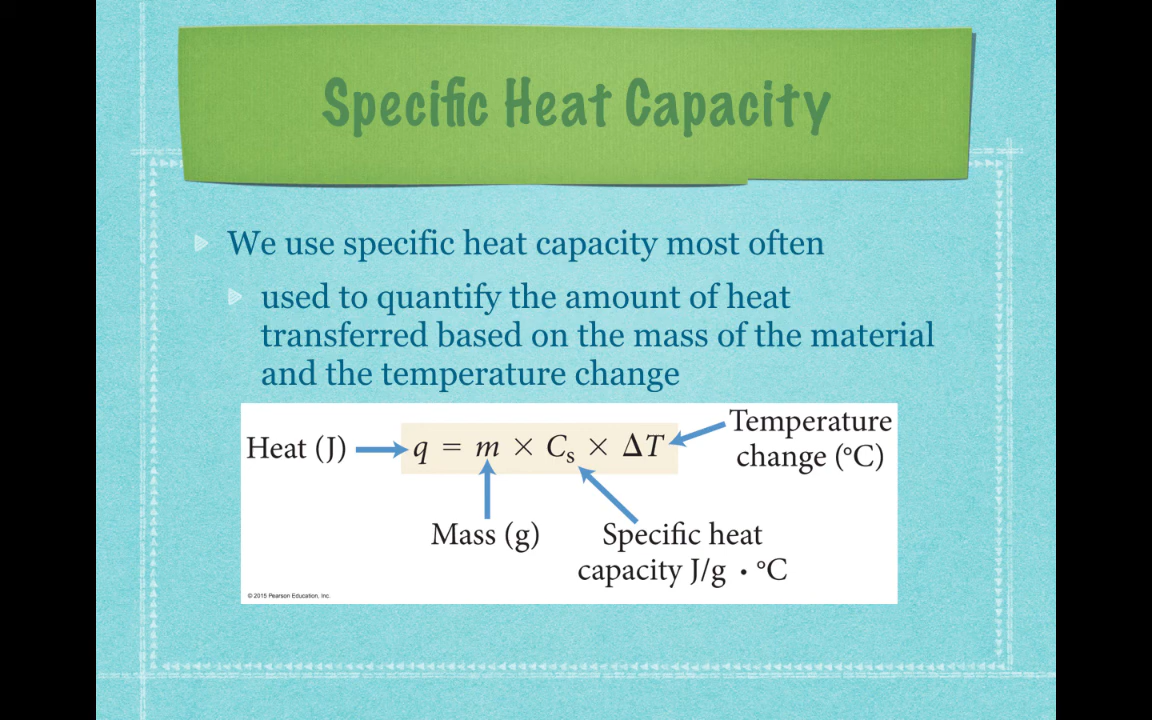 Specific Heat Capacity
We use specific heat capacity most often
used to quantify the amount of heat
transferred based on the mass of the material
and the temperature change
Heat (J)
q = m × Cₛ × ΔT
Temperature
change (°C)
Mass (g)
Specific heat
capacity J/g · °C
© 2015 Pearson Education, Inc.